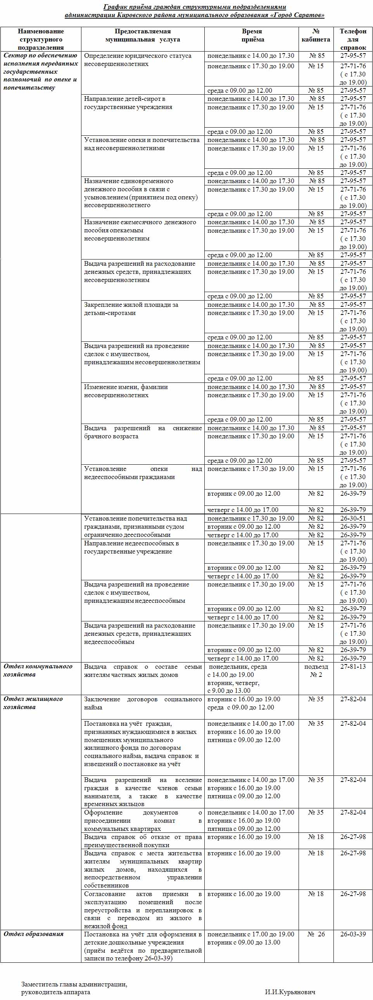 График приёма граждан структурными подразделениями
администрации Кировского района муниципального образования «Город Саратов»
Наименование структурного подразделения | Предоставляемая муниципальная услуга | Время приёма | № кабинета | Телефон для справок
Сектор по обеспечению
исполнения переданных
государственных
полномочий по опеке и
попечительству
Определение юридического статуса
несовершеннолетних
понедельник с 14.00 до 17.30 № 85 27-95-57
понедельник с 17.30 до 19.00 № 15 27-71-76
( с 17.30
до 19.00)
среда с 09.00 до 12.00 № 85 27-95-57
Направление детей-сирот в
государственные учреждения
понедельник с 14.00 до 17.30 № 85 27-95-57
понедельник с 17.30 до 19.00 № 15 27-71-76
( с 17.30
до 19.00)
среда с 09.00 до 12.00 № 85 27-95-57
Установление опеки и попечительства
над несовершеннолетними
понедельник с 14.00 до 17.30 № 85 27-95-57
понедельник с 17.30 до 19.00 № 15 27-71-76
( с 17.30
до 19.00)
среда с 09.00 до 12.00 № 85 27-95-57
Назначение единовременного
денежного пособия в связи с
усыновлением (принятием под опеку)
несовершеннолетнего
понедельник с 14.00 до 17.30 № 85 27-95-57
понедельник с 17.30 до 19.00 № 15 27-71-76
( с 17.30
до 19.00)
среда с 09.00 до 12.00 № 85 27-95-57
Назначение ежемесячного денежного
пособия опекаемым
несовершеннолетним
понедельник с 14.00 до 17.30 № 85 27-95-57
понедельник с 17.30 до 19.00 № 15 27-71-76
( с 17.30
до 19.00)
среда с 09.00 до 12.00 № 85 27-95-57
Выдача разрешений на расходование
денежных средств, принадлежащих
несовершеннолетним
понедельник с 14.00 до 17.30 № 85 27-95-57
понедельник с 17.30 до 19.00 № 15 27-71-76
( с 17.30
до 19.00)
среда с 09.00 до 12.00 № 85 27-95-57
Закрепление жилой площади за
детьми-сиротами
понедельник с 14.00 до 17.30 № 85 27-95-57
понедельник с 17.30 до 19.00 № 15 27-71-76
( с 17.30
до 19.00)
среда с 09.00 до 12.00 № 85 27-95-57
Выдача разрешений на проведение
сделок с имуществом,
принадлежащим несовершеннолетним
понедельник с 14.00 до 17.30 № 85 27-95-57
понедельник с 17.30 до 19.00 № 15 27-71-76
( с 17.30
до 19.00)
среда с 09.00 до 12.00 № 85 27-95-57
Изменение имени, фамилии
несовершеннолетних
понедельник с 14.00 до 17.30 № 85 27-95-57
понедельник с 17.30 до 19.00 № 15 27-71-76
( с 17.30
до 19.00)
среда с 09.00 до 12.00 № 85 27-95-57
Выдача разрешений на снижение
брачного возраста
понедельник с 14.00 до 17.30 № 85 27-95-57
понедельник с 17.30 до 19.00 № 15 27-71-76
( с 17.30
до 19.00)
среда с 09.00 до 12.00 № 85 27-95-57
Установление опеки над
недееспособными гражданами
понедельник с 17.30 до 19.00 № 15 27-71-76
( с 17.30
до 19.00)
вторник с 09.00 до 12.00 № 82 26-39-79
четверг с 14.00 до 17.00 № 82 26-39-79
Установление попечительства над
гражданами, признанными судом
ограниченно дееспособными
понедельник с 17.30 до 19.00 № 82 26-30-51
вторник с 09.00 до 12.00 № 82 26-39-79
четверг с 14.00 до 17.00 № 82 26-39-79
Направление недееспособных в
государственные учреждение
понедельник с 17.30 до 19.00 № 15 27-71-76
( с 17.30
до 19.00)
вторник с 09.00 до 12.00 № 82 26-39-79
четверг с 14.00 до 17.00 № 82 26-39-79
Выдача разрешений на проведение
сделок с имуществом,
принадлежащим недееспособным
понедельник с 17.30 до 19.00 № 15 27-71-76
( с 17.30
до 19.00)
вторник с 09.00 до 12.00 № 82 26-39-79
четверг с 14.00 до 17.00 № 82 26-39-79
Выдача разрешений на расходование
денежных средств, принадлежащих
недееспособным
понедельник с 17.30 до 19.00 № 15 27-71-76
( с 17.30
до 19.00)
вторник с 09.00 до 12.00 № 82 26-39-79
четверг с 14.00 до 17.00 № 82 26-39-79
Отдел коммунального
хозяйства
Выдача справок о составе семьи
жителям частных жилых домов
понедельник, среда
с 14.00 до 19.00
вторник, четверг,
с 9.00 до 13.00
подъезд
№ 2
27-81-13
Отдел жилищного
хозяйства
Заключение договоров социального
найма
вторник с 16.00 до 19.00
среда с 09.00 до 12.00
№ 35 27-82-04
Постановка на учёт граждан,
признанных нуждающимися в жилых
помещениях муниципального
жилищного фонда по договорам
социального найма, выдача справок и
извещений о постановке на учёт
понедельник с 14.00 до 17.00
вторник с 16.00 до 19.00
пятница с 09.00 до 12.00
№ 35 27-82-04
Выдача разрешений на вселение
граждан в качестве членов семьи
нанимателя, а также в качестве
временных жильцов
понедельник с 14.00 до 17.00
вторник с 16.00 до 19.00
пятница с 09.00 до 12.00
№ 35 27-82-04
Оформление документов о
присоединении комнат в
коммунальных квартирах
понедельник с 14.00 до 17.00
вторник с 16.00 до 19.00
пятница с 09.00 до 12.00
№ 35 27-82-04
Выдача справок об отказе от права
преимущественной покупки
вторник с 16.00 до 19.00 № 18 26-27-98
Выдача справок с места жительства
жителям муниципальных квартир
жилых домов, находящихся в
непосредственном управлении
собственников
вторник с 16.00 до 19.00 № 18 26-27-98
Согласование актов приемки в
эксплуатацию помещений после
переустройства и перепланировок в
связи с переводом из жилого в
нежилой фонд
вторник с 16.00 до 19.00 № 18 26-27-98
Отдел образования
Постановка на учёт для оформления в
детские дошкольные учреждения
(приём ведётся по предварительной
записи по телефону 26-03-39)
понедельник с 17.00 до 19.00
вторник с 09.00 до 13.00
№ 26 26-03-39
Заместитель главы администрации,
руководитель аппарата И.И.Курьянович